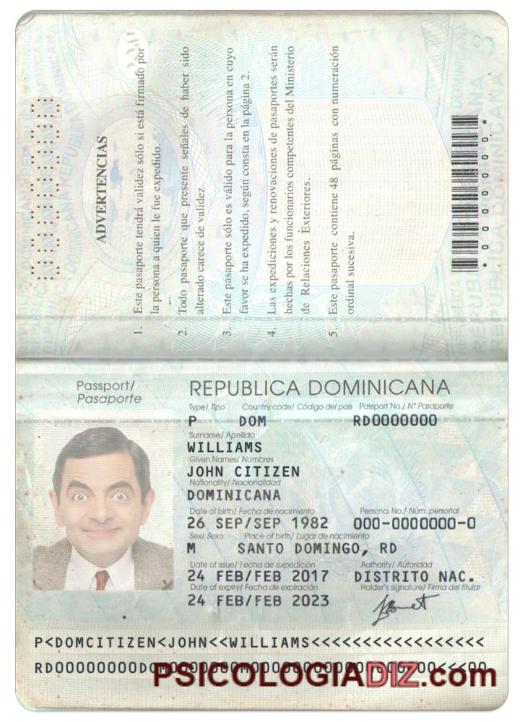 ADVERTENCIAS
1. Este pasaporte tendrá validez sólo si está firmado por
la persona a quien le fue expedido.
2. Todo pasaporte que presente señales de haber sido
alterado carece de validez.
3. Este pasaporte sólo es válido para la persona en cuyo
favor se ha expedido, según consta en la página 2.
4. Las expediciones y renovaciones de pasaportes serán
hechas por los funcionarios competentes del Ministerio
de Relaciones Exteriores.
5. Este pasaporte contiene 48 páginas con numeración
ordinal sucesiva.
Passport/
Pasaporte
REPUBLICA DOMINICANA
Type/ Tipo Country code/ Código del país Passport No./ Nº Pasaporte
P DOM RD0000000
Surname/ Apellido
WILLIAMS
Given Names/ Nombres
JOHN CITIZEN
Nationality/ Nacionalidad
DOMINICANA
Date of birth/ Fecha de nacimiento Personal No./ Núm. personal
26 SEP/SEP 1982 000-0000000-0
Sex/ Sexo Place of birth/ Lugar de nacimiento
M SANTO DOMINGO, RD
Date of issue/ Fecha de expedición Authority/ Autoridad
24 FEB/FEB 2017 DISTRITO NAC.
Date of expiry/ Fecha de expiración Holder's signature/ Firma del titular
24 FEB/FEB 2023
P<DOMCITIZEN<JOHN<<WILLIAMS<<<<<<<<<<<<<<<<<
PSICOLOGIADIZ.com